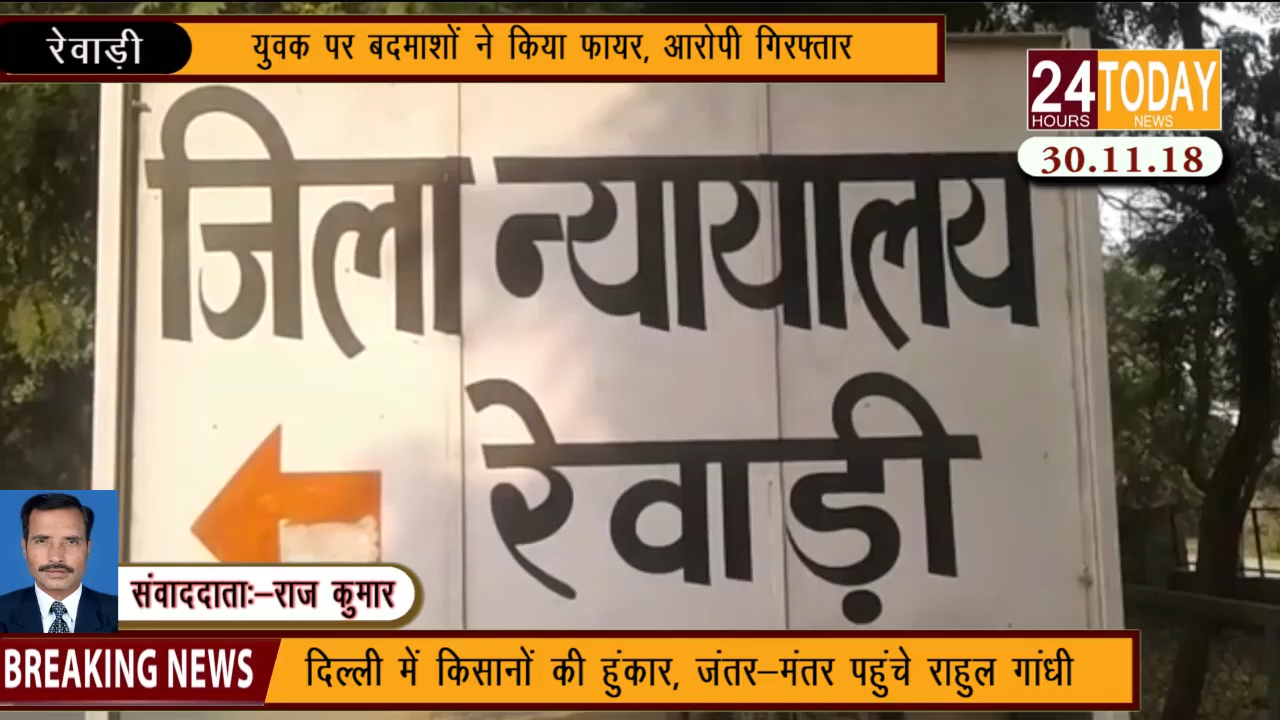 रेवाड़ी
युवक पर बदमाशों ने किया फायर, आरोपी गिरफ्तार
24 TODAY
HOURS NEWS
30.11.18
जिला न्यायालय
रेवाड़ी
संवाददाताः-राज कुमार
BREAKING NEWS
दिल्ली में किसानों की हुंकार, जंतर-मंतर पहुंचे राहुल गांधी